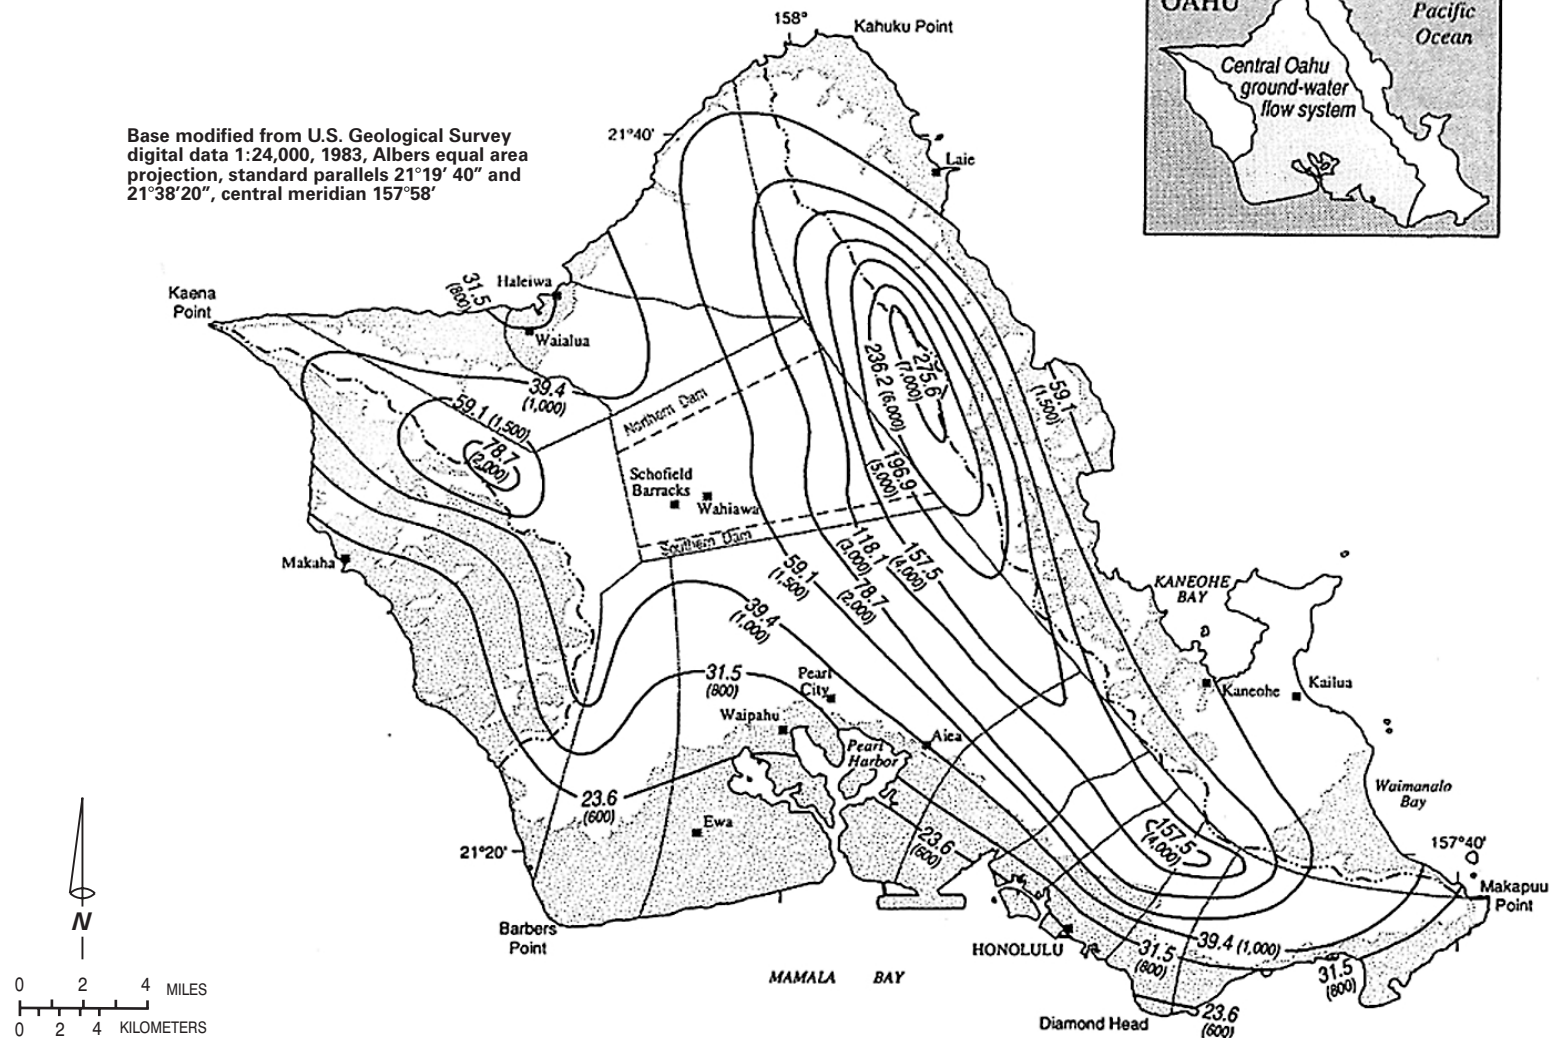 158°
Kahuku Point
OAHU
Pacific
Ocean
Central Oahu
ground-water
flow system
Base modified from U.S. Geological Survey
digital data 1:24,000, 1983, Albers equal area
projection, standard parallels 21°19' 40" and
21°38'20", central meridian 157°58'
21°40'
Laie
Kaena
Point
31.5
(800)
Haleiwa
Waialua
39.4
(1,000)
59.1 (1,500)
78.7
(2,000)
Northern Dam
236.2 (6,000)
275.6
(7,000)
59.1
(1,500)
196.9
(5,000)
Schofield
Barracks
Wahiawa
Southern Dam
Makaha
118.1
(3,000)
157.5
(4,000)
59.1
(1,500)
78.7
(2,000)
39.4
(1,000)
KANEOHE
BAY
Kaneohe
Kailua
31.5
(800)
Pearl
City
Waipahu
Aiea
Pearl
Harbor
23.6
(600)
Ewa
Waimanalo
Bay
23.6
(600)
157.5
(4,000)
21°20'
157°40'
Makapuu
Point
Barbers
Point
HONOLULU
31.5
(800)
39.4 (1,000)
31.5
(800)
MAMALA BAY
Diamond Head
23.6
(600)
N
0 2 4 MILES
0 2 4 KILOMETERS